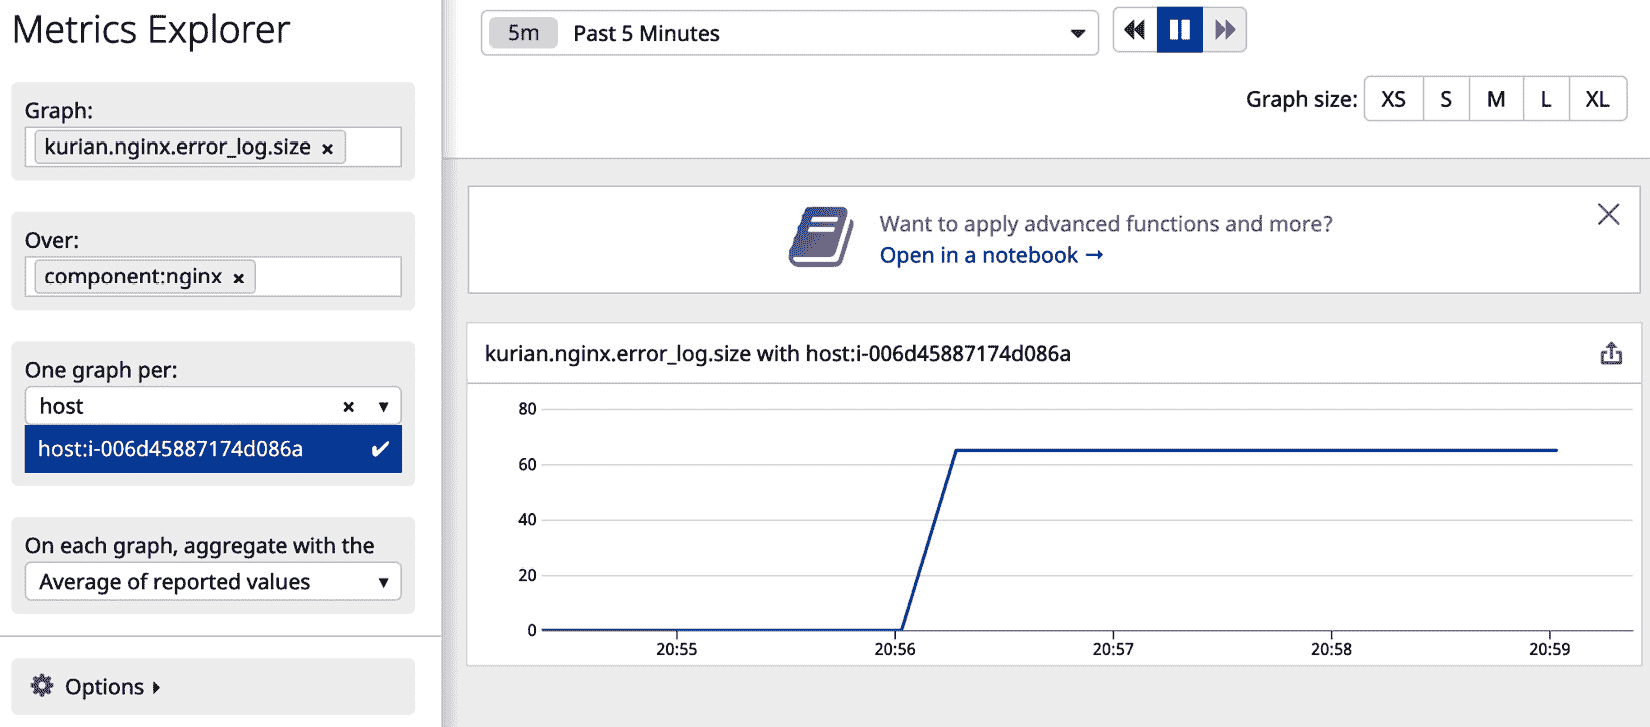 Metrics Explorer
Graph:
kurian.nginx.error_log.size ×
Over:
component:nginx ×
One graph per:
host × ▼
host:i-006d45887174d086a ✔
On each graph, aggregate with the
Average of reported values ▼
Options
5m Past 5 Minutes
Graph size: XS S M L XL
Want to apply advanced functions and more?
Open in a notebook →
kurian.nginx.error_log.size with host:i-006d45887174d086a
80
60
40
20
0
20:55 20:56 20:57 20:58 20:59